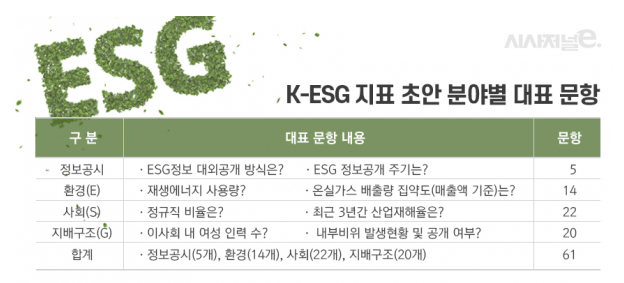 ESG
시사저널e.
K-ESG 지표 초안 분야별 대표 문항
구 분 대표 문항 내용 문항
정보공시 · ESG정보 대외공개 방식은? · ESG 정보공개 주기는? 5
환경(E) · 재생에너지 사용량? · 온실가스 배출량 집약도(매출액 기준)는? 14
사회(S) · 정규직 비율은? · 최근 3년간 산업재해율은? 22
지배구조(G) · 이사회 내 여성 인력 수? · 내부비위 발생현황 및 공개 여부? 20
합계 · 정보공시(5개), 환경(14개), 사회(22개), 지배구조(20개) 61